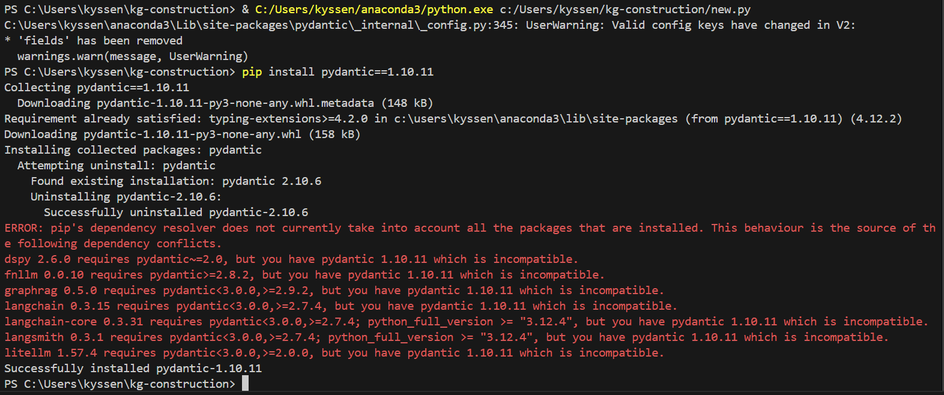 PS C:\Users\kyssen\kg-construction> & C:/Users/kyssen/anaconda3/python.exe c:/Users/kyssen/kg-construction/new.py
C:\Users\kyssen\anaconda3\Lib\site-packages\pydantic\_internal\_config.py:345: UserWarning: Valid config keys have changed in V2:
* 'fields' has been removed
  warnings.warn(message, UserWarning)
PS C:\Users\kyssen\kg-construction> pip install pydantic==1.10.11
Collecting pydantic==1.10.11
  Downloading pydantic-1.10.11-py3-none-any.whl.metadata (148 kB)
Requirement already satisfied: typing-extensions>=4.2.0 in c:\users\kyssen\anaconda3\lib\site-packages (from pydantic==1.10.11) (4.12.2)
Downloading pydantic-1.10.11-py3-none-any.whl (158 kB)
Installing collected packages: pydantic
  Attempting uninstall: pydantic
    Found existing installation: pydantic 2.10.6
    Uninstalling pydantic-2.10.6:
      Successfully uninstalled pydantic-2.10.6
ERROR: pip's dependency resolver does not currently take into account all the packages that are installed. This behaviour is the source of th
e following dependency conflicts.
dspy 2.6.0 requires pydantic~=2.0, but you have pydantic 1.10.11 which is incompatible.
fnllm 0.0.10 requires pydantic>=2.8.2, but you have pydantic 1.10.11 which is incompatible.
graphrag 0.5.0 requires pydantic<3.0.0,>=2.9.2, but you have pydantic 1.10.11 which is incompatible.
langchain 0.3.15 requires pydantic<3.0.0,>=2.7.4, but you have pydantic 1.10.11 which is incompatible.
langchain-core 0.3.31 requires pydantic<3.0.0,>=2.7.4; python_full_version >= "3.12.4", but you have pydantic 1.10.11 which is incompatible.
langsmith 0.3.1 requires pydantic<3.0.0,>=2.7.4; python_full_version >= "3.12.4", but you have pydantic 1.10.11 which is incompatible.
litellm 1.57.4 requires pydantic<3.0.0,>=2.0.0, but you have pydantic 1.10.11 which is incompatible.
Successfully installed pydantic-1.10.11
PS C:\Users\kyssen\kg-construction>